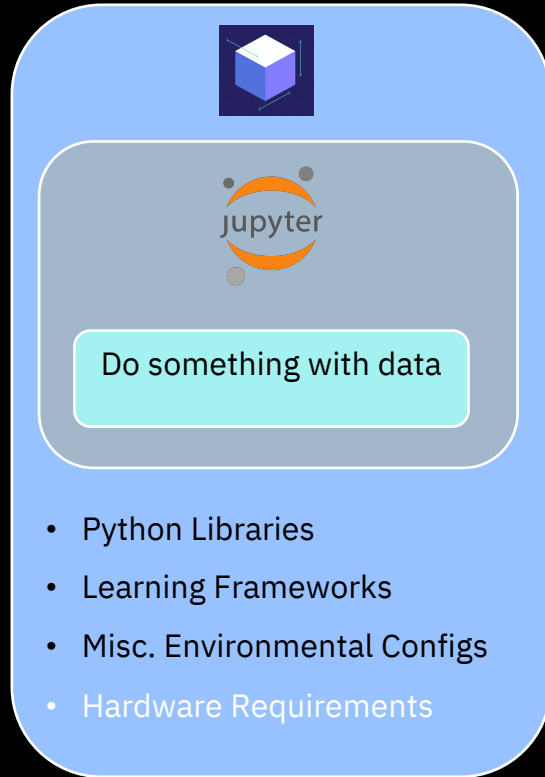 jupyter
Do something with data
• Python Libraries
• Learning Frameworks
• Misc. Environmental Configs
• Hardware Requirements